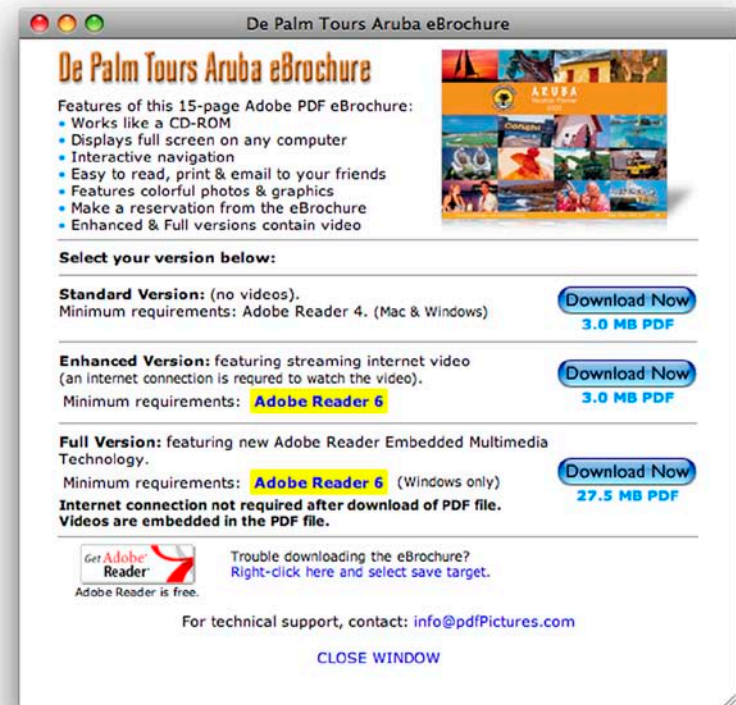 De Palm Tours Aruba eBrochure
De Palm Tours Aruba eBrochure
Features of this 15-page Adobe PDF eBrochure:
• Works like a CD-ROM
• Displays full screen on any computer
• Interactive navigation
• Easy to read, print & email to your friends
• Features colorful photos & graphics
• Make a reservation from the eBrochure
• Enhanced & Full versions contain video
ARUBA
Vacation Planner
Select your version below:
Standard Version: (no videos).
Minimum requirements: Adobe Reader 4. (Mac & Windows)
Download Now
3.0 MB PDF
Enhanced Version: featuring streaming internet video
(an internet connection is requred to watch the video).
Minimum requirements: Adobe Reader 6
Download Now
3.0 MB PDF
Full Version: featuring new Adobe Reader Embedded Multimedia
Technology.
Minimum requirements: Adobe Reader 6 (Windows only)
Internet connection not required after download of PDF file.
Videos are embedded in the PDF file.
Download Now
27.5 MB PDF
Get Adobe
Reader
Adobe Reader is free.
Trouble downloading the eBrochure?
Right-click here and select save target.
For technical support, contact: info@pdfPictures.com
CLOSE WINDOW